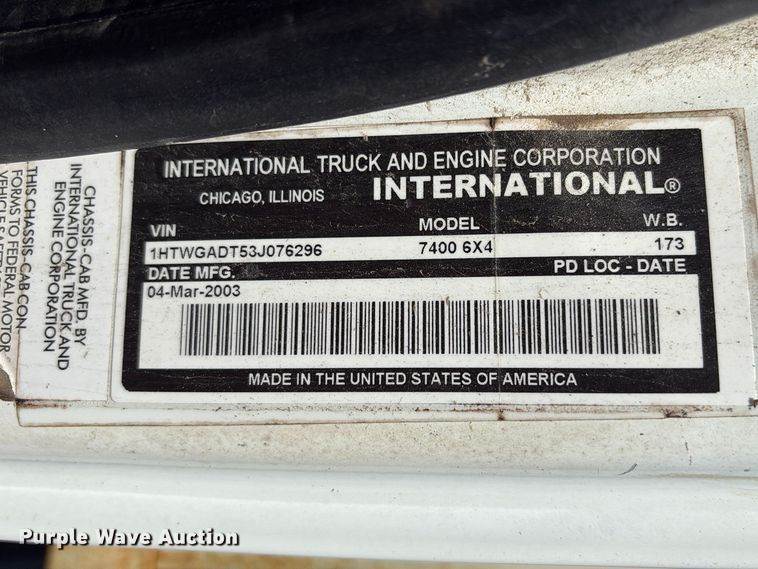 INTERNATIONAL TRUCK AND ENGINE CORPORATION
CHICAGO, ILLINOIS INTERNATIONAL®
VIN MODEL W.B.
1HTWGADT53J076296 7400 6X4 173
DATE MFG. PD LOC - DATE
04-Mar-2003
MADE IN THE UNITED STATES OF AMERICA
CHASSIS-CAB MFD. BY
INTERNATIONAL TRUCK AND
ENGINE CORPORATION
THIS CHASSIS-CAB CON
FORMS TO FEDERAL MOTOR
Purple Wave Auction